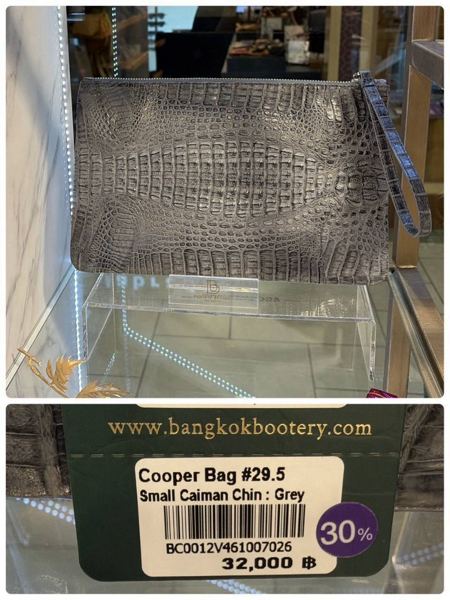 www.bangkokbootery.com
Cooper Bag #29.5
Small Caiman Chin : Grey
BC0012V461007026
32,000 ฿
30%